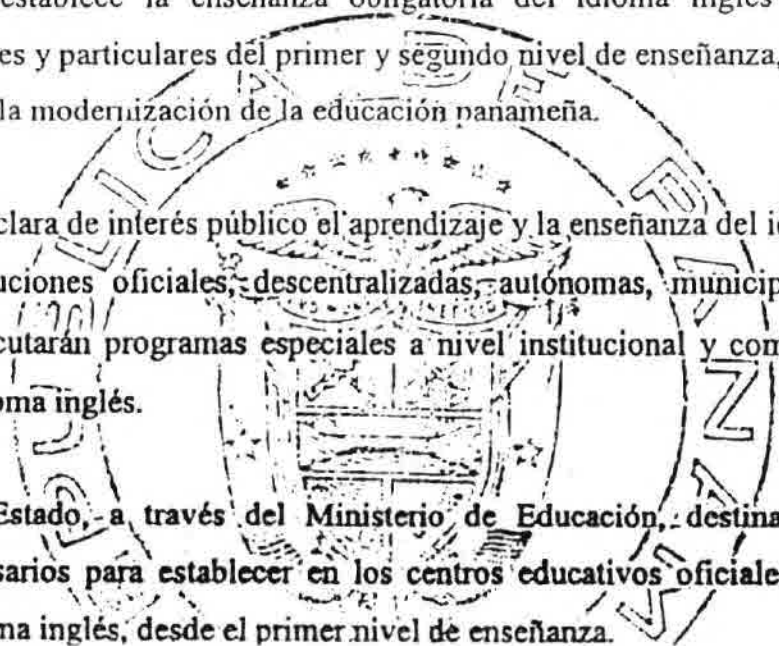 establece la enseñanza obligatoria del idioma inglés
es y particulares del primer y segundo nivel de enseñanza,
la modernización de la educación panameña.
clara de interés público el aprendizaje y la enseñanza del
uciones oficiales, descentralizadas, autónomas, municip
cutarán programas especiales a nivel institucional y com
oma inglés.
Estado, a través del Ministerio de Educación, destina
sarios para establecer en los centros educativos oficiale
ma inglés, desde el primer nivel de enseñanza.